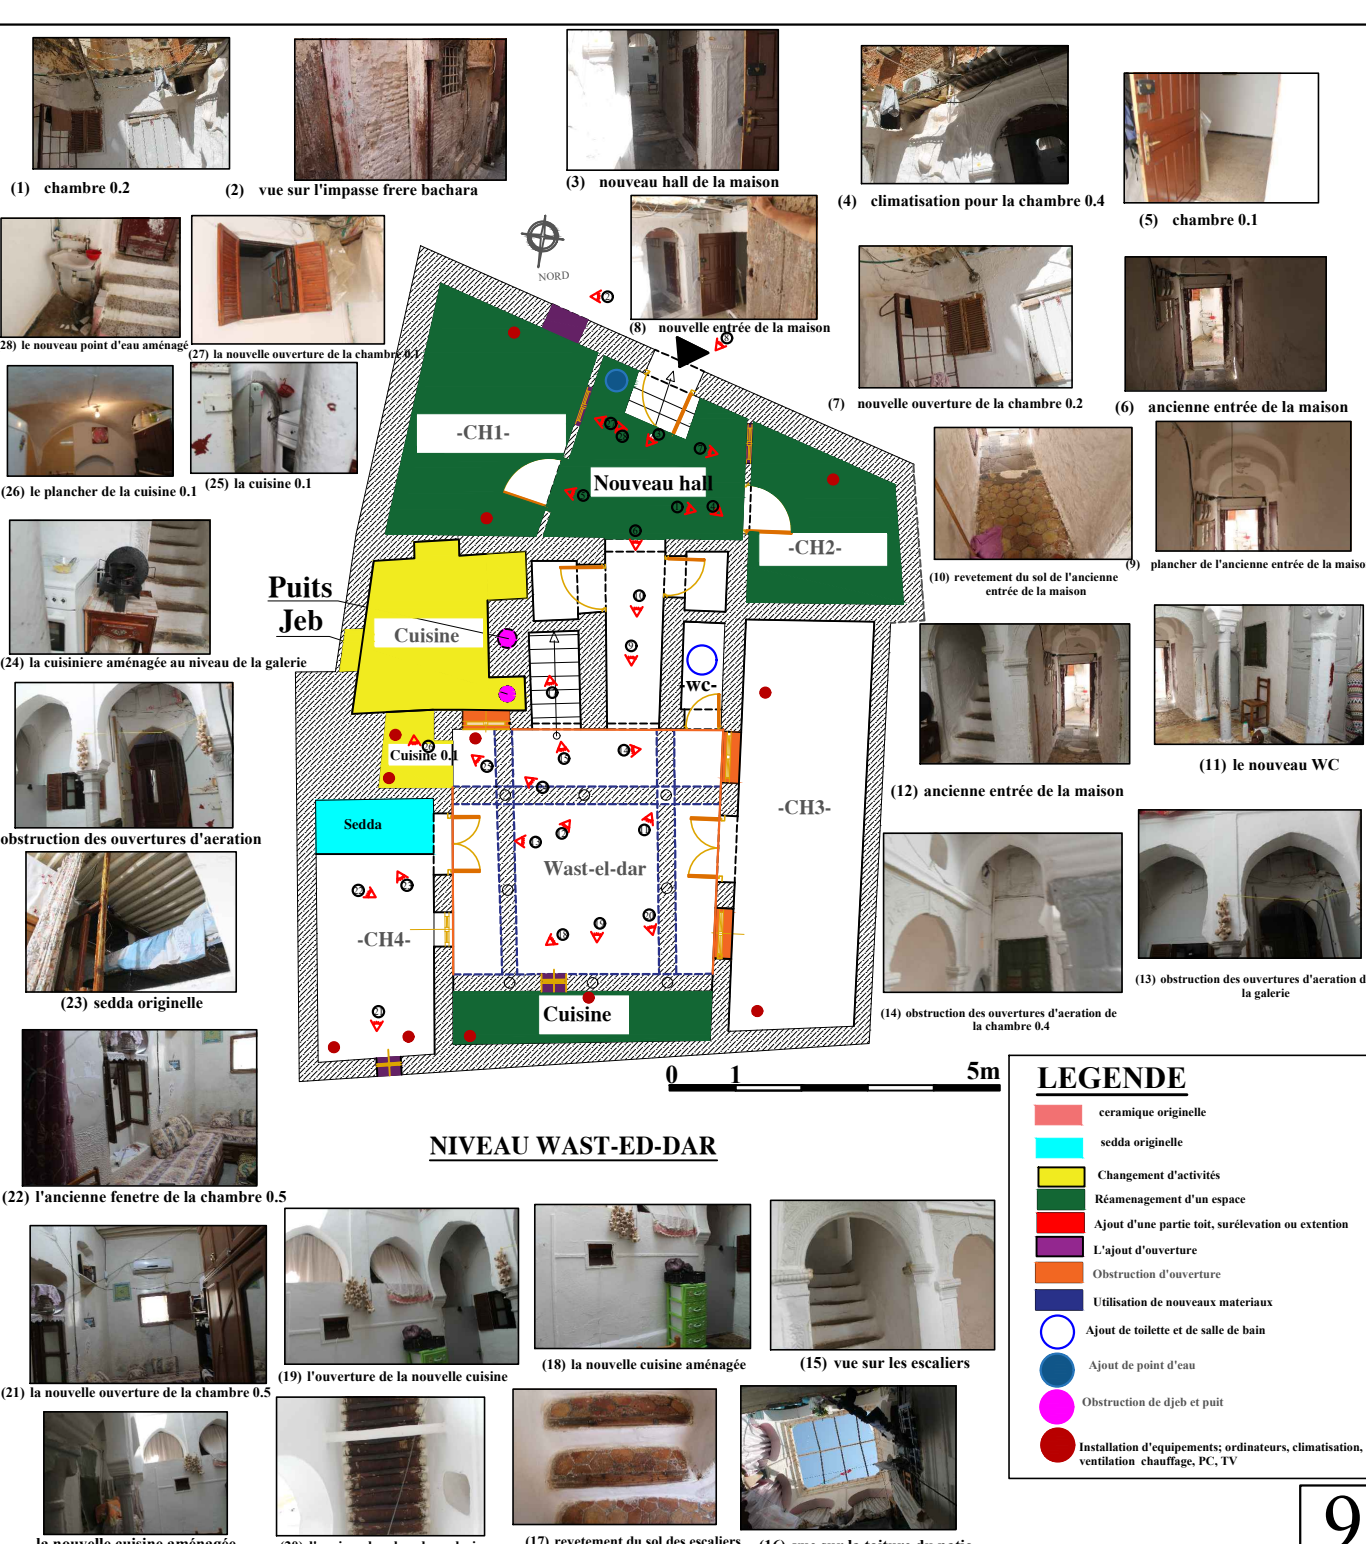 (1) chambre 0.2
(2) vue sur l'impasse frere bachara
(3) nouveau hall de la maison
(4) climatisation pour la chambre 0.4
(5) chambre 0.1
28) le nouveau point d'eau aménagé
(27) la nouvelle ouverture de la chambre 0.1
NORD
(8) nouvelle entrée de la maison
(7) nouvelle ouverture de la chambre 0.2
(6) ancienne entrée de la maison
(26) le plancher de la cuisine 0.1
(25) la cuisine 0.1
-CH1-
Nouveau hall
-CH2-
(10) revetement du sol de l'ancienne
entrée de la maison
(9) plancher de l'ancienne entrée de la maiso
Puits
Jeb
Cuisine
(24) la cuisiniere aménagée au niveau de la galerie
-wc-
Cuisine 0.1
(12) ancienne entrée de la maison
(11) le nouveau WC
-CH3-
obstruction des ouvertures d'aeration
Sedda
Wast-el-dar
-CH4-
(23) sedda originelle
Cuisine
(14) obstruction des ouvertures d'aeration de
la chambre 0.4
(13) obstruction des ouvertures d'aeration d
la galerie
0 1 5m
NIVEAU WAST-ED-DAR
(22) l'ancienne fenetre de la chambre 0.5
(21) la nouvelle ouverture de la chambre 0.5
(19) l'ouverture de la nouvelle cuisine
(18) la nouvelle cuisine aménagée
(15) vue sur les escaliers
LEGENDE
ceramique originelle
sedda originelle
Changement d'activités
Réamenagement d'un espace
Ajout d'une partie toit, surélevation ou extention
L'ajout d'ouverture
Obstruction d'ouverture
Utilisation de nouveaux materiaux
Ajout de toilette et de salle de bain
Ajout de point d'eau
Obstruction de djeb et puit
Installation d'equipements; ordinateurs, climatisation,
ventilation chauffage, PC, TV
la nouvelle cuisine aménagée
(17) revetement du sol des escaliers
(16) vue sur la toiture du patio
9